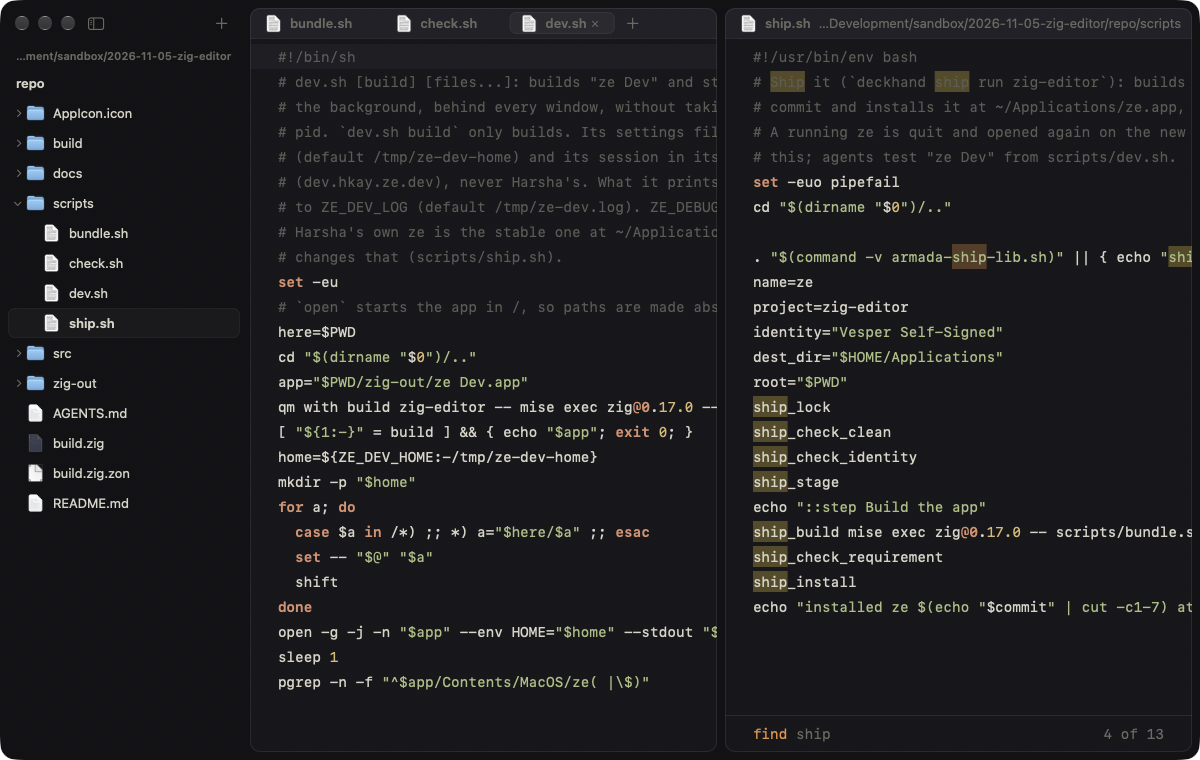 …ment/sandbox/2026-11-05-zig-editor
repo
AppIcon.icon
build
docs
scripts
bundle.sh
check.sh
dev.sh
ship.sh
src
zig-out
AGENTS.md
build.zig
build.zig.zon
README.md
bundle.sh
check.sh
dev.sh
#!/bin/sh
# dev.sh [build] [files...]: builds "ze Dev" and st
the background, behind every window, without taki
# pid. `dev.sh build` only builds. Its settings fil
# (default /tmp/ze-dev-home) and its session in its
# (dev.hkay.ze.dev), never Harsha's. What it prints
# to ZE_DEV_LOG (default /tmp/ze-dev.log). ZE_DEBUG
# Harsha's own ze is the stable one at ~/Applicatio
# changes that (scripts/ship.sh).
set -eu
# `open` starts the app in /, so paths are made abs
here=$PWD
cd "$(dirname "$0")/.."
app="$PWD/zig-out/ze Dev.app"
qm with build zig-editor -- mise exec zig@0.17.0 --
[ "${1:-}" = build ] && { echo "$app"; exit 0; }
home=${ZE_DEV_HOME:-/tmp/ze-dev-home}
mkdir -p "$home"
for a; do
case $a in /*) ;; *) a="$here/$a" ;; esac
set -- "$@" "$a"
shift
done
open -g -j -n "$app" --env HOME="$home" --stdout "$
sleep 1
pgrep -n -f "^$app/Contents/MacOS/ze( |\$)"
ship.sh …Development/sandbox/2026-11-05-zig-editor/repo/scripts
#!/usr/bin/env bash
# Ship it (`deckhand ship run zig-editor`): builds
# commit and installs it at ~/Applications/ze.app,
# A running ze is quit and opened again on the new
# this; agents test "ze Dev" from scripts/dev.sh.
set -euo pipefail
cd "$(dirname "$0")/.."
. "$(command -v armada-ship-lib.sh)" || { echo "shi
name=ze
project=zig-editor
identity="Vesper Self-Signed"
dest_dir="$HOME/Applications"
root="$PWD"
ship_lock
ship_check_clean
ship_check_identity
ship_stage
echo "::step Build the app"
ship_build mise exec zig@0.17.0 -- scripts/bundle.s
ship_check_requirement
ship_install
echo "installed ze $(echo "$commit" | cut -c1-7) at
find ship
4 of 13